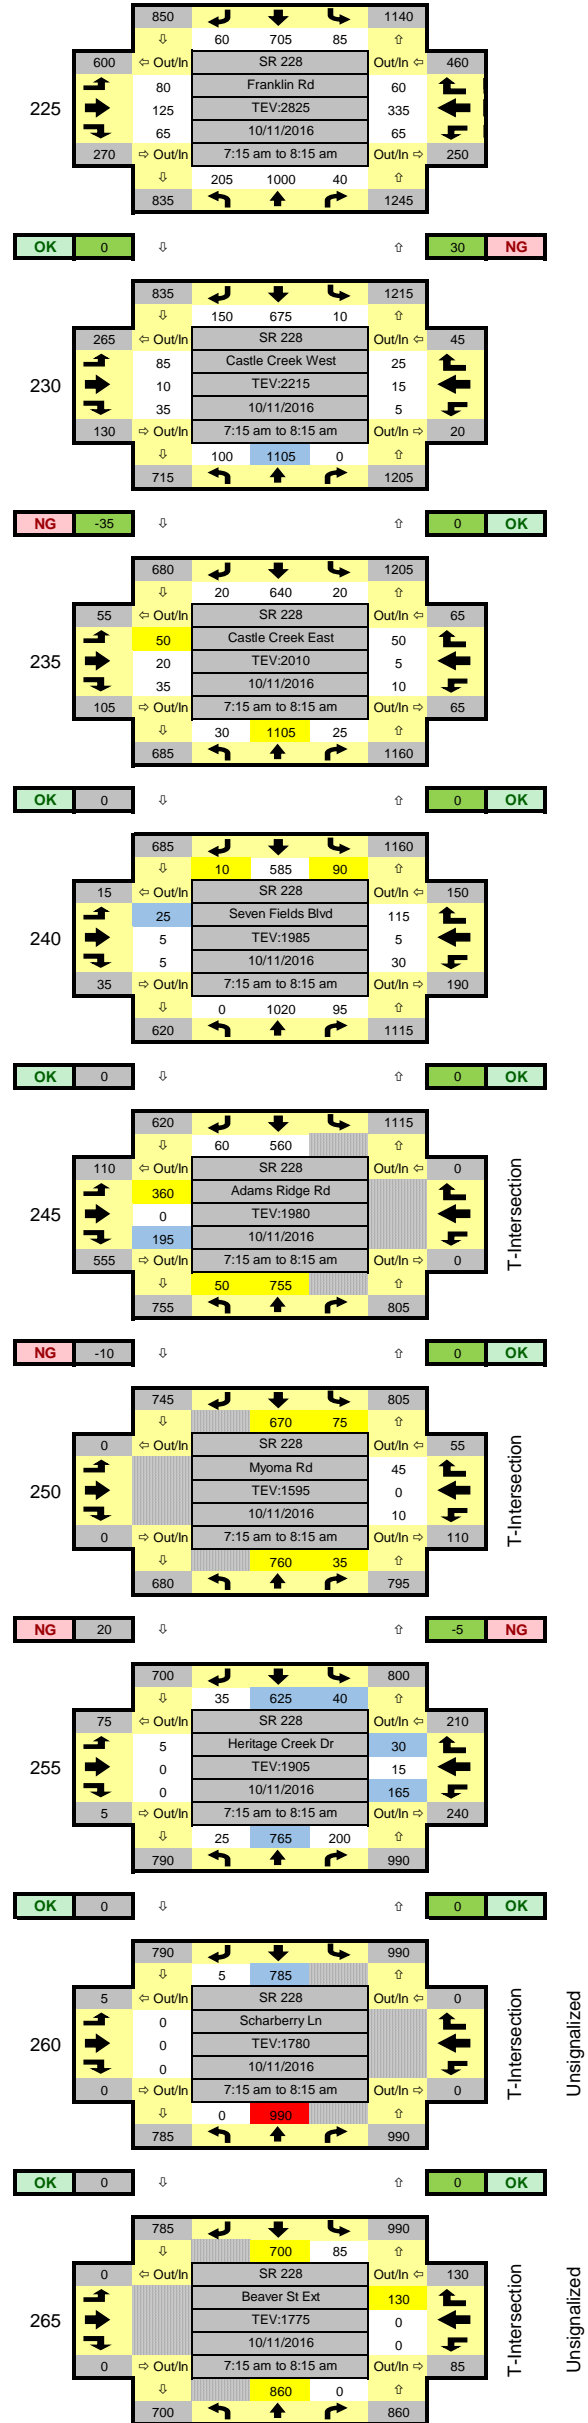 850 1140
⇩ 60 705 85 ⇧
600 ⇦ Out/In SR 228 Out/In ⇦ 460
80 Franklin Rd 60
225 125 TEV:2825 335
65 10/11/2016 65
270 ⇨ Out/In 7:15 am to 8:15 am Out/In ⇨ 250
⇩ 205 1000 40 ⇧
835 1245
OK 0 ⇩ ⇧ 30 NG
835 1215
⇩ 150 675 10 ⇧
265 ⇦ Out/In SR 228 Out/In ⇦ 45
85 Castle Creek West 25
230 10 TEV:2215 15
35 10/11/2016 5
130 ⇨ Out/In 7:15 am to 8:15 am Out/In ⇨ 20
⇩ 100 1105 0 ⇧
715 1205
NG -35 ⇩ ⇧ 0 OK
680 1205
⇩ 20 640 20 ⇧
55 ⇦ Out/In SR 228 Out/In ⇦ 65
50 Castle Creek East 50
235 20 TEV:2010 5
35 10/11/2016 10
105 ⇨ Out/In 7:15 am to 8:15 am Out/In ⇨ 65
⇩ 30 1105 25 ⇧
685 1160
OK 0 ⇩ ⇧ 0 OK
685 1160
⇩ 10 585 90 ⇧
15 ⇦ Out/In SR 228 Out/In ⇦ 150
25 Seven Fields Blvd 115
240 5 TEV:1985 5
5 10/11/2016 30
35 ⇨ Out/In 7:15 am to 8:15 am Out/In ⇨ 190
⇩ 0 1020 95 ⇧
620 1115
OK 0 ⇩ ⇧ 0 OK
620 1115
⇩ 60 560 ⇧
110 ⇦ Out/In SR 228 Out/In ⇦ 0
360 Adams Ridge Rd
245 0 TEV:1980 T-Intersection
195 10/11/2016
555 ⇨ Out/In 7:15 am to 8:15 am Out/In ⇨ 0
⇩ 50 755 ⇧
755 805
NG -10 ⇩ ⇧ 0 OK
745 805
⇩ 670 75 ⇧
0 ⇦ Out/In SR 228 Out/In ⇦ 55
Myoma Rd 45
250 TEV:1595 0 T-Intersection
10/11/2016 10
0 ⇨ Out/In 7:15 am to 8:15 am Out/In ⇨ 110
⇩ 760 35 ⇧
680 795
NG 20 ⇩ ⇧ -5 NG
700 800
⇩ 35 625 40 ⇧
75 ⇦ Out/In SR 228 Out/In ⇦ 210
5 Heritage Creek Dr 30
255 0 TEV:1905 15
0 10/11/2016 165
5 ⇨ Out/In 7:15 am to 8:15 am Out/In ⇨ 240
⇩ 25 765 200 ⇧
790 990
OK 0 ⇩ ⇧ 0 OK
790 990
⇩ 5 785 ⇧
5 ⇦ Out/In SR 228 Out/In ⇦ 0
0 Scharberry Ln
260 0 TEV:1780 T-Intersection Unsignalized
0 10/11/2016
0 ⇨ Out/In 7:15 am to 8:15 am Out/In ⇨ 0
⇩ 0 990 ⇧
785 990
OK 0 ⇩ ⇧ 0 OK
785 990
⇩ 700 85 ⇧
0 ⇦ Out/In SR 228 Out/In ⇦ 130
Beaver St Ext 130
265 TEV:1775 0 T-Intersection Unsignalized
10/11/2016 0
0 ⇨ Out/In 7:15 am to 8:15 am Out/In ⇨ 85
⇩ 860 0 ⇧
700 860